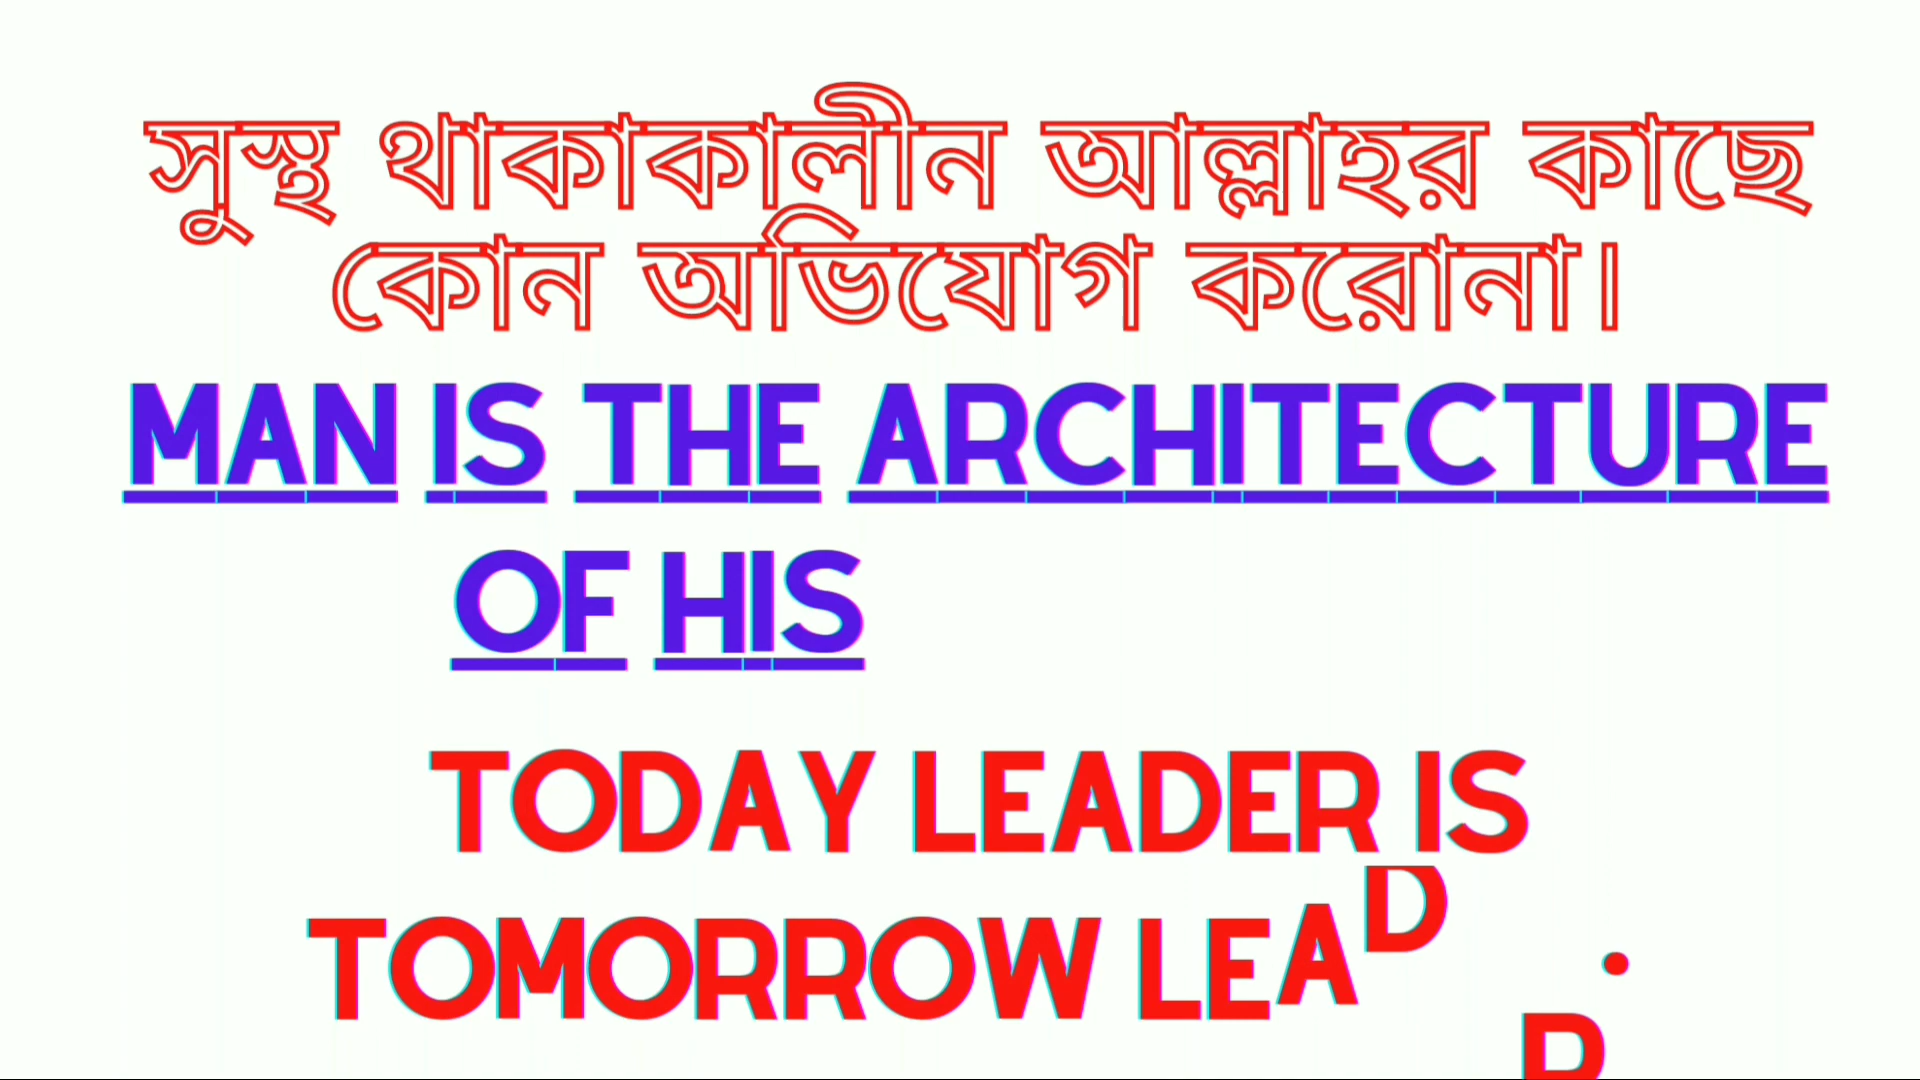 সুস্থ থাকাকালীন আল্লাহর কাছে
কোন অভিযোগ করোনা।
MAN IS THE ARCHITECTURE
OF HIS
TODAY LEADER IS
TOMORROW LEAD R.